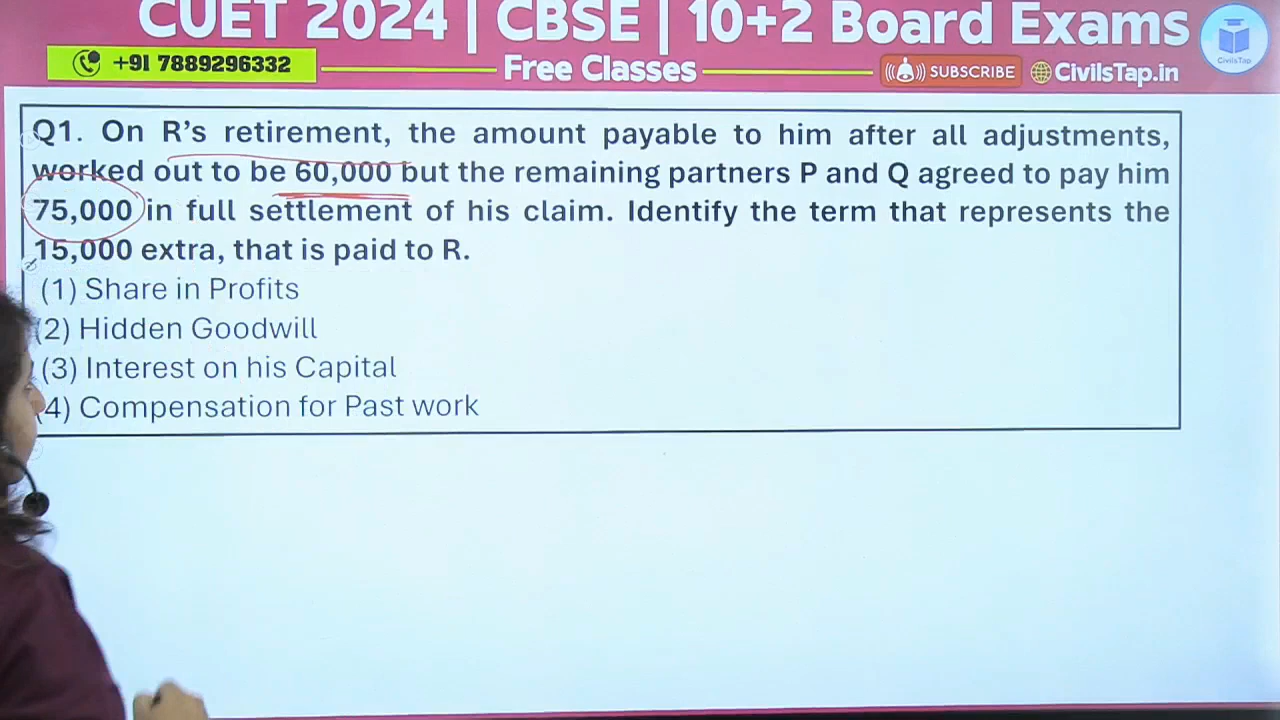 CUET 2024 | CBSE | 10+2 Board Exams
+91 7889296332
Free Classes
SUBSCRIBE
CivilsTap.in
CivilsTap
Q1. On R's retirement, the amount payable to him after all adjustments,
worked out to be 60,000 but the remaining partners P and Q agreed to pay him
75,000 in full settlement of his claim. Identify the term that represents the
15,000 extra, that is paid to R.
(1) Share in Profits
(2) Hidden Goodwill
(3) Interest on his Capital
(4) Compensation for Past work